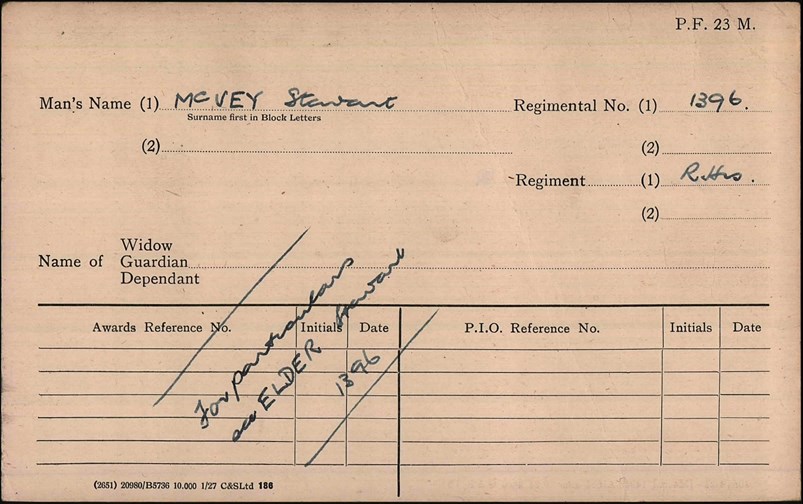 P.F. 23 M.
Man's Name (1) MCVEY Stewart Regimental No. (1) 1396.
Surname first in Block Letters
(2) (2)
Regiment (1) R. Hrs.
(2)
Widow
Name of Guardian
Dependant
Awards Reference No. Initials Date P.I.O. Reference No. Initials Date
For particulars
see ELDER Stewart
1396
(2651) 20980/B5736 10.000 1/27 C&SLtd 186